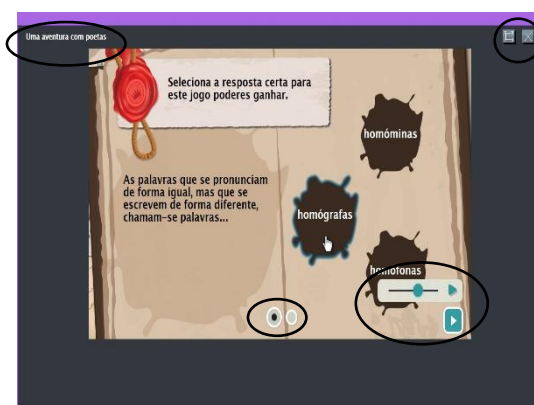 Uma aventura com poetas
Seleciona a resposta certa para
este jogo poderes ganhar.
homóminas
As palavras que se pronunciam
de forma igual, mas que se
escrevem de forma diferente,
chamam-se palavras...
homógrafas
homófonas